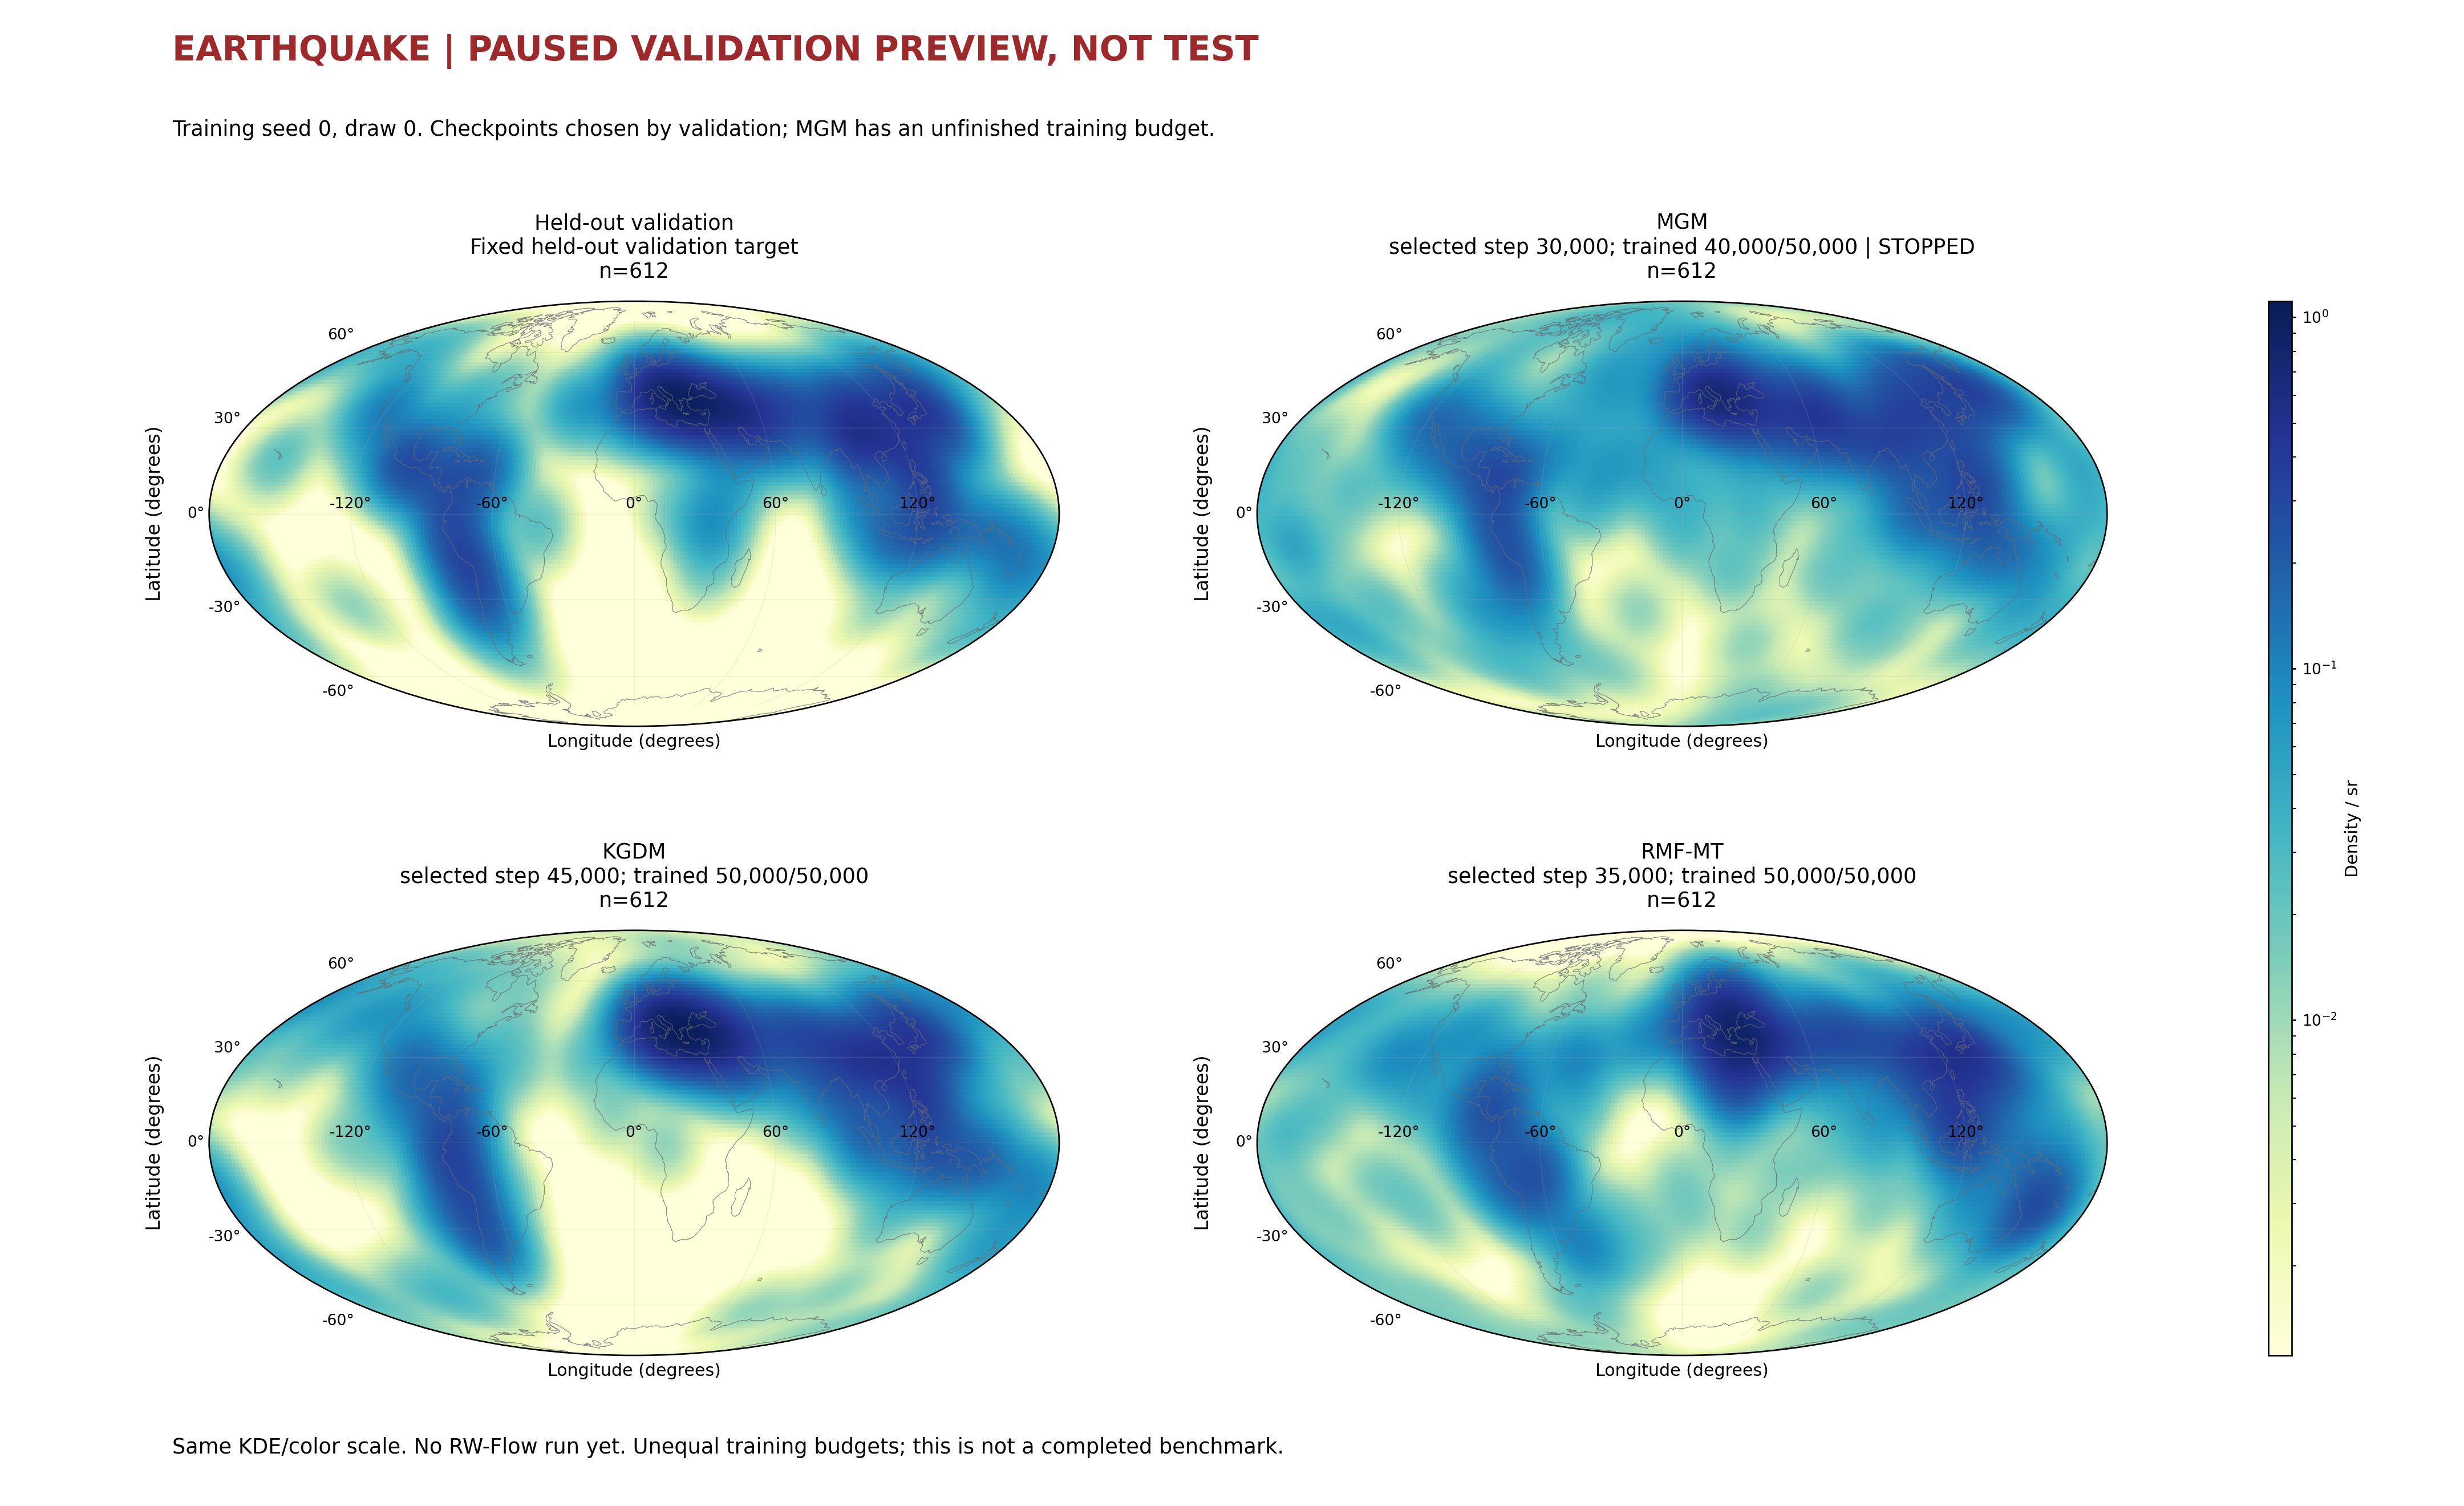 EARTHQUAKE | PAUSED VALIDATION PREVIEW, NOT TEST
Training seed 0, draw 0. Checkpoints chosen by validation; MGM has an unfinished training budget.
Held-out validation
Fixed held-out validation target
n=612
60°
30°
0°
-30°
-60°
-120°
-60°
0°
60°
120°
Latitude (degrees)
Longitude (degrees)
MGM
selected step 30,000; trained 40,000/50,000 | STOPPED
n=612
60°
30°
0°
-30°
-60°
-120°
-60°
0°
60°
120°
Latitude (degrees)
Longitude (degrees)
KGDM
selected step 45,000; trained 50,000/50,000
n=612
60°
30°
0°
-30°
-60°
-120°
-60°
0°
60°
120°
Latitude (degrees)
Longitude (degrees)
RMF-MT
selected step 35,000; trained 50,000/50,000
n=612
60°
30°
0°
-30°
-60°
-120°
-60°
0°
60°
120°
Latitude (degrees)
Longitude (degrees)
10⁰
10⁻¹
10⁻²
Density / sr
Same KDE/color scale. No RW-Flow run yet. Unequal training budgets; this is not a completed benchmark.